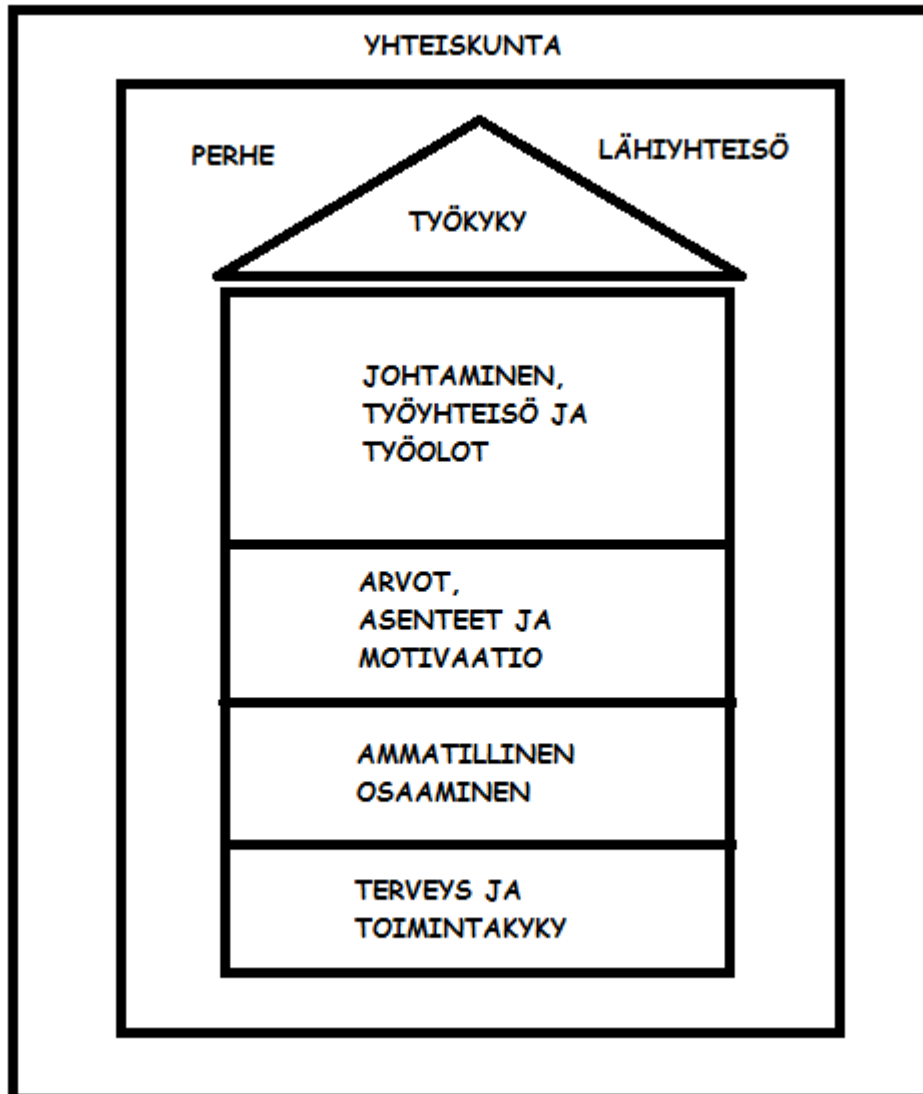 YHTEISKUNTA
PERHE
LÄHIYHTEISÖ
TYÖKYKY
JOHTAMINEN,
TYÖYHTEISÖ JA
TYÖOLOT
ARVOT,
ASENTEET JA
MOTIVAATIO
AMMATILLINEN
OSAAMINEN
TERVEYS JA
TOIMINTAKYKY